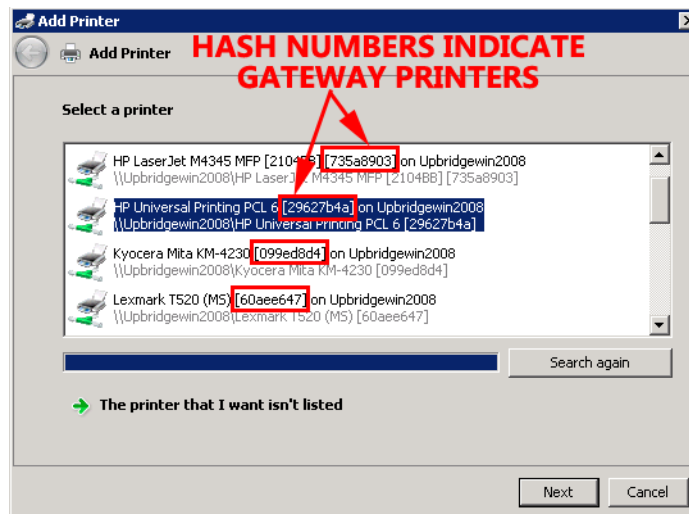 Add Printer
Add Printer
HASH NUMBERS INDICATE
GATEWAY PRINTERS
Select a printer
HP LaserJet M4345 MFP [2104BB] [735a8903] on Upbridgewin2008
\\Upbridgewin2008\HP LaserJet M4345 MFP [2104BB] [735a8903]
HP Universal Printing PCL 6 [29627b4a] on Upbridgewin2008
\\Upbridgewin2008\HP Universal Printing PCL 6 [29627b4a]
Kyocera Mita KM-4230 [099ed8d4] on Upbridgewin2008
\\Upbridgewin2008\Kyocera Mita KM-4230 [099ed8d4]
Lexmark T520 (MS) [60aee647] on Upbridgewin2008
\\Upbridgewin2008\Lexmark T520 (MS) [60aee647]
Search again
The printer that I want isn't listed
Next Cancel